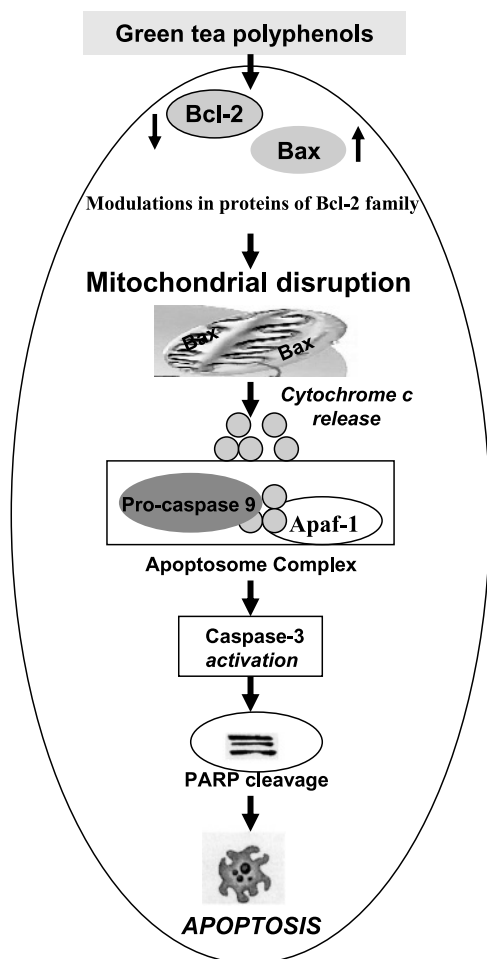 Green tea polyphenols
Bcl-2
Bax
Modulations in proteins of Bcl-2 family
Mitochondrial disruption
Bax
Bax
Cytochrome c
release
Pro-caspase 9
Apaf-1
Apoptosome Complex
Caspase-3
activation
PARP cleavage
APOPTOSIS